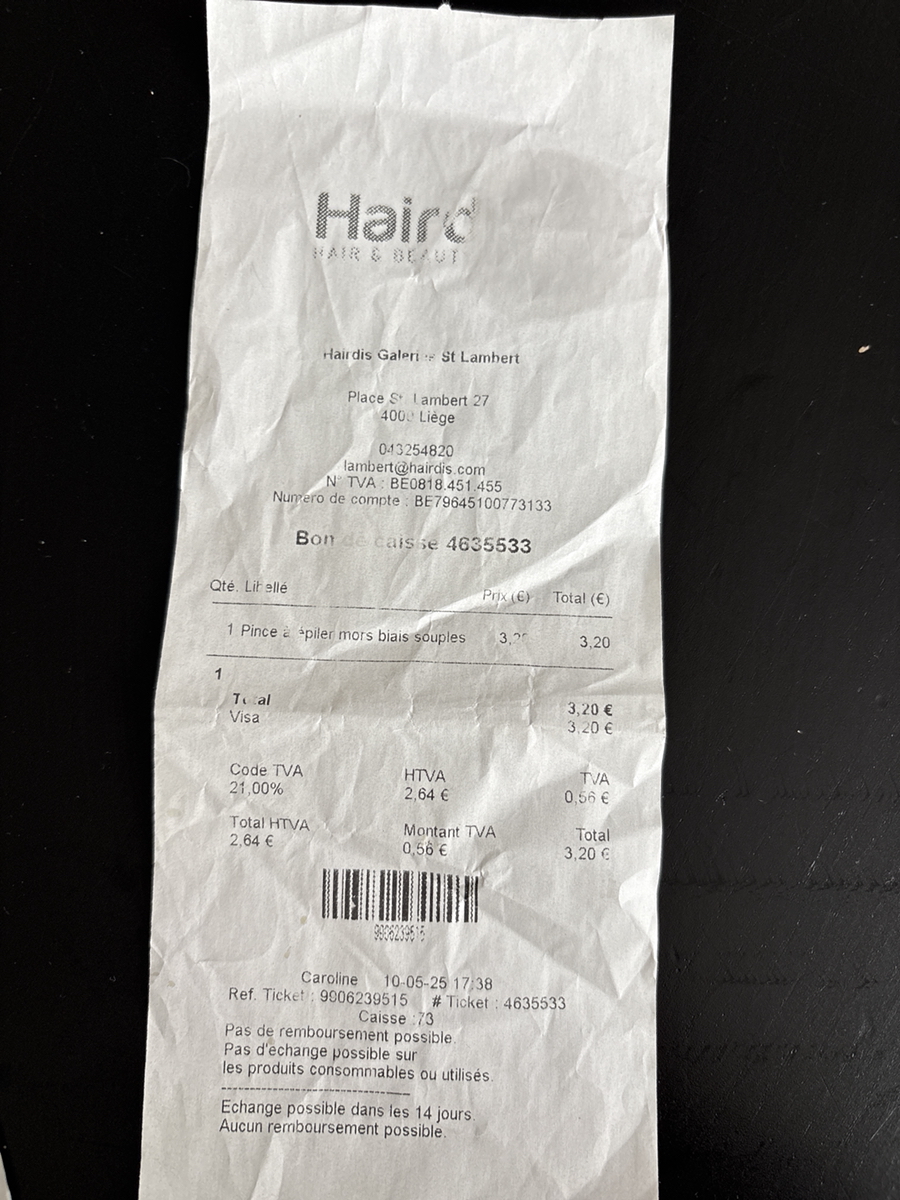 Haird
HAIR & BEAUT
Hairdis St Lambert
Place Lambert 27
Liège
043254820
lambert@hairdis.com
N° TVA : BE0818.451.455
Numero de compte : BE79645100773133
Bon de caisse 4635533
Qté. Libellé Prix (€) Total (€)
1 Pince à épiler mors biais souples 3,20
1
Total 3,20 €
Visa 3,20 €
Code TVA HTVA TVA
21,00% 2,64 € 0,56 €
Total HTVA Montant TVA Total
2,64 € 0,56 € 3,20 €
9906239515
Caroline 10-05-25 17:38
Ref. Ticket : 9906239515 # Ticket : 4635533
Caisse :73
Pas de remboursement possible.
Pas d'echange possible sur
les produits consommables ou utilisés.
Echange possible dans les 14 jours.
Aucun remboursement possible.